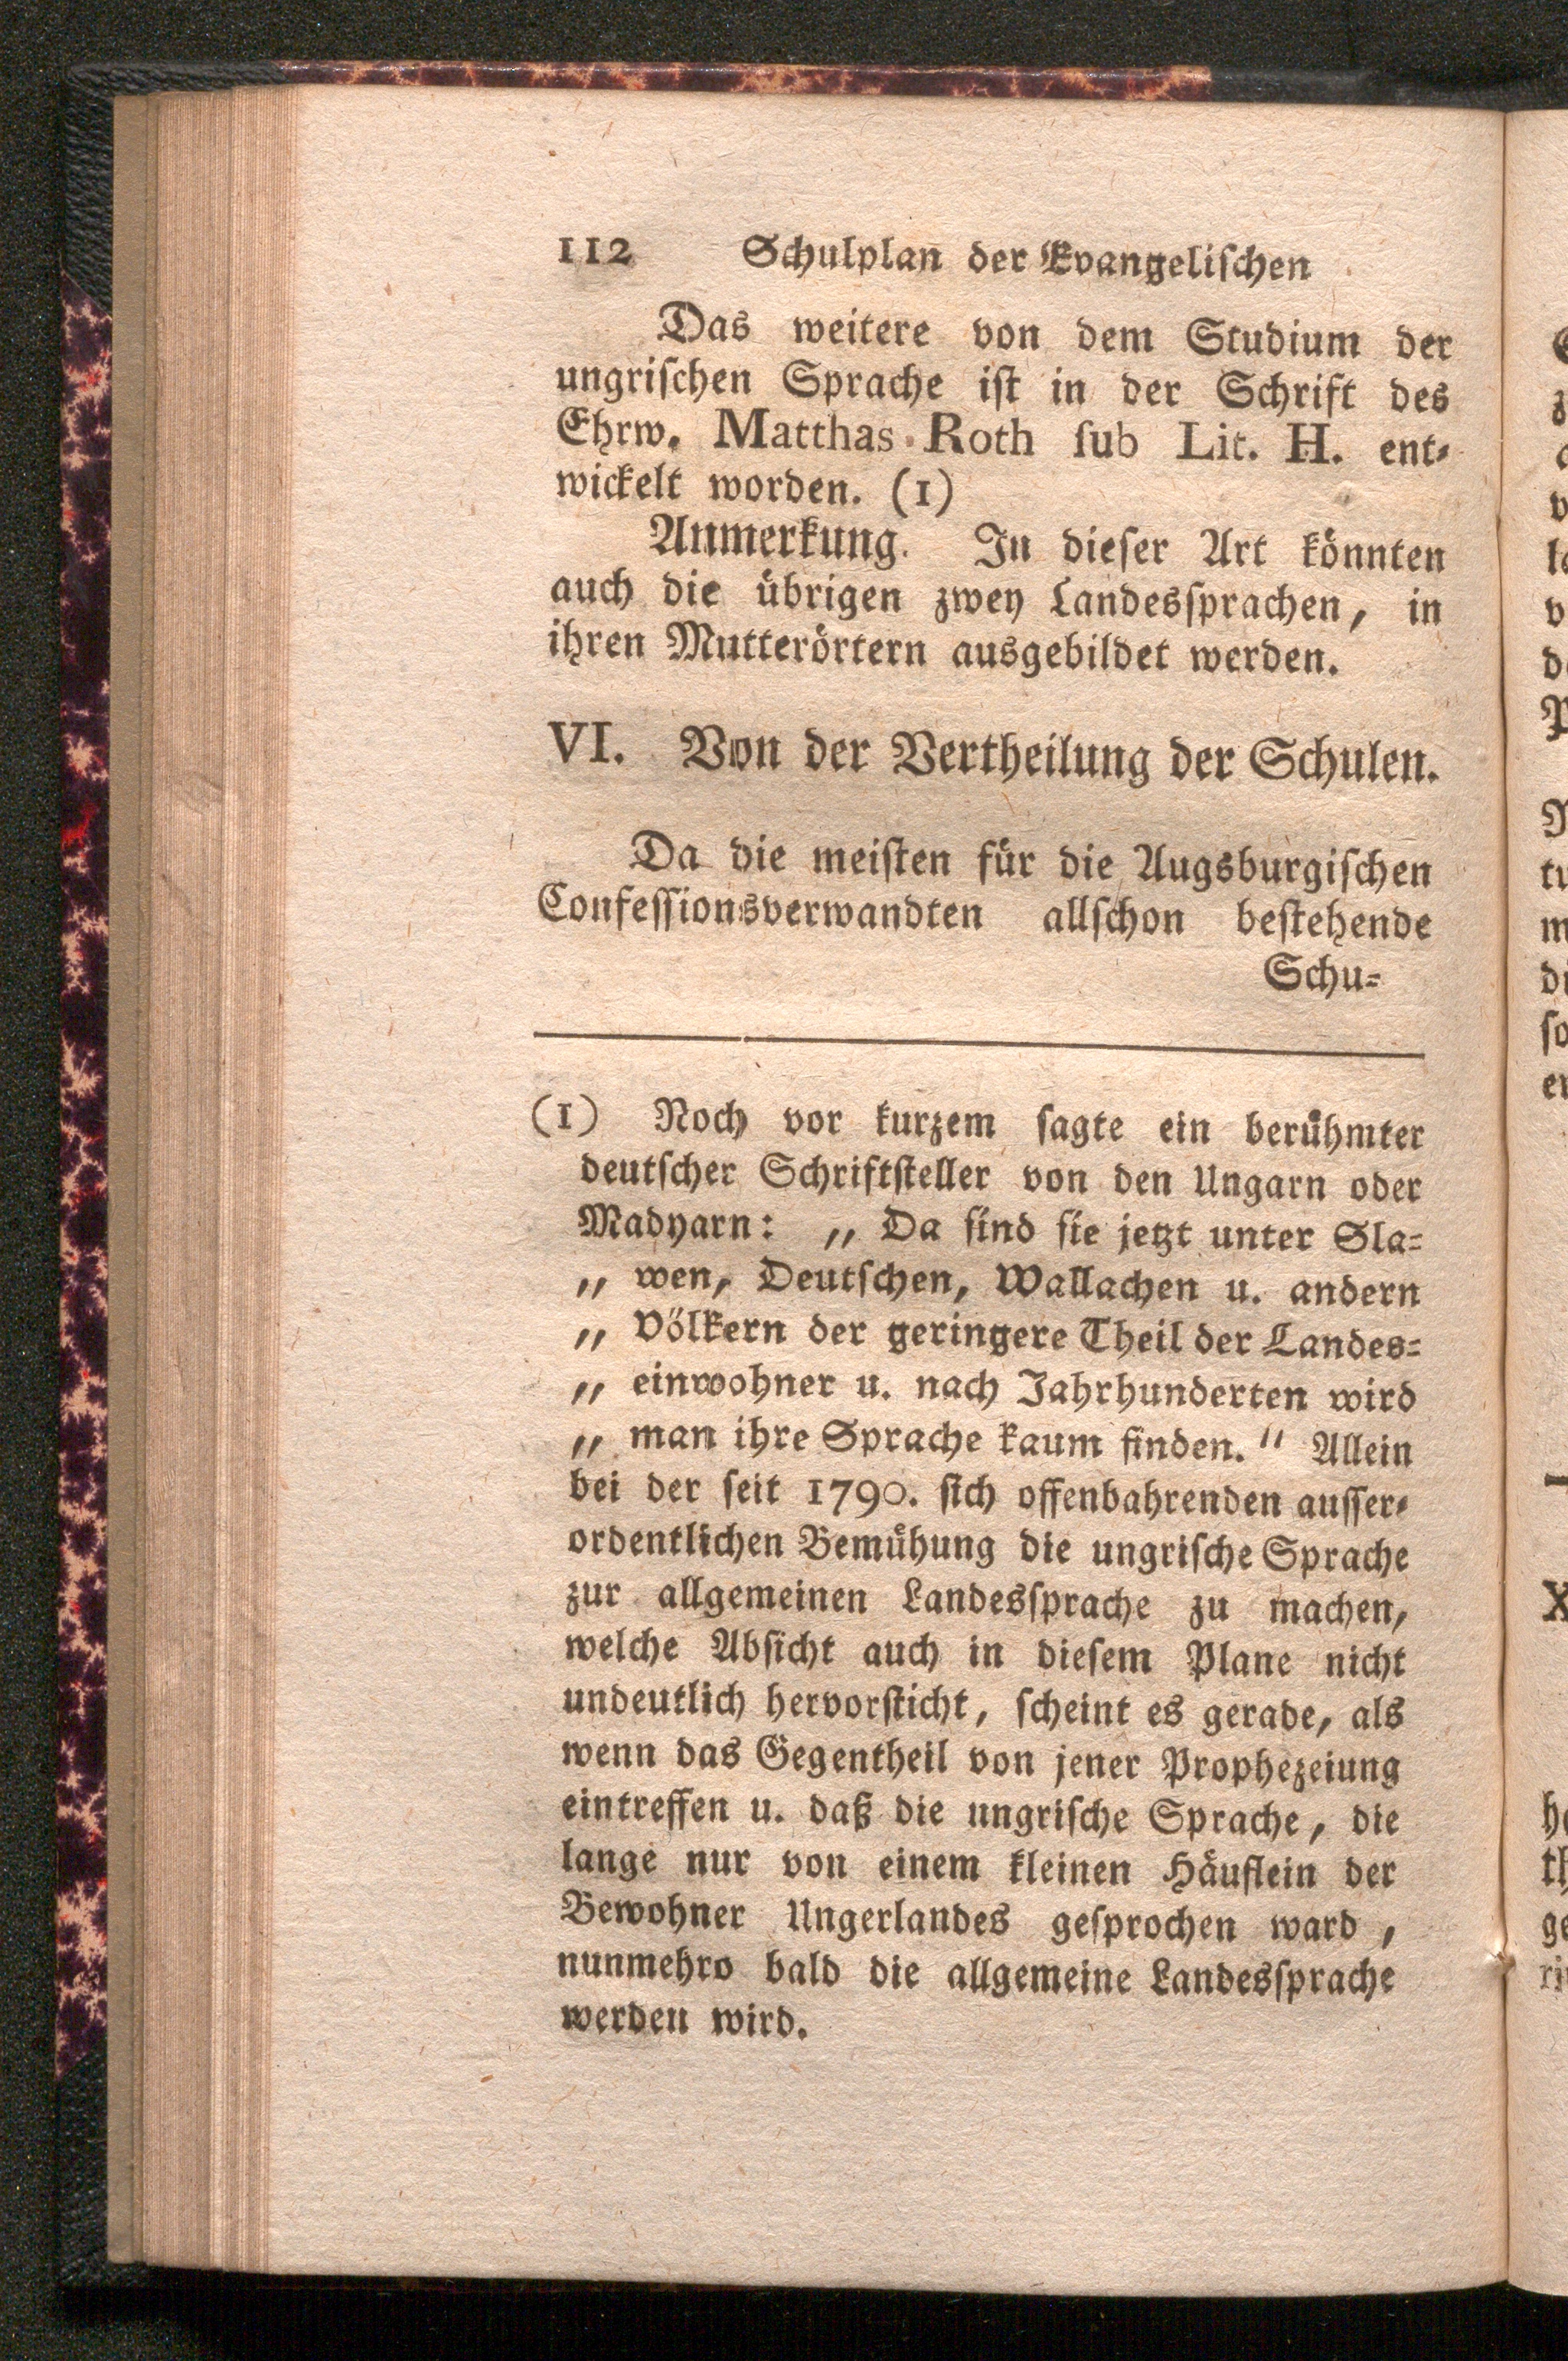 112 Schulplan der Evangelischen
Das weitere von dem Studium der
ungrischen Sprache ist in der Schrift des
Ehrw. Matthas Roth sub Lit. H. ent-
wickelt worden. (1)
Anmerkung. In dieser Art könnten
auch die übrigen zwey Landessprachen, in
ihren Mutterörtern ausgebildet werden.
VI. Von der Vertheilung der Schulen.
Da die meisten für die Augsburgischen
Confessionsverwandten allschon bestehende
Schu-
(1) Noch vor kurzem sagte ein berühmter
deutscher Schriftsteller von den Ungarn oder
Madyarn: „ Da sind sie jetzt unter Sla-
„ wen, Deutschen, Wallachen u. andern
„ Völkern der geringere Theil der Landes-
„ einwohner u. nach Jahrhunderten wird
„ man ihre Sprache kaum finden. “ Allein
bei der seit 1790. sich offenbahrenden ausser-
ordentlichen Bemühung die ungrische Sprache
zur allgemeinen Landessprache zu machen,
welche Absicht auch in diesem Plane nicht
undeutlich hervorsticht, scheint es gerade, als
wenn das Gegentheil von jener Prophezeiung
eintreffen u. daß die ungrische Sprache, die
lange nur von einem kleinen Häuflein der
Bewohner Ungerlandes gesprochen ward ,
nunmehro bald die allgemeine Landessprache
werden wird.